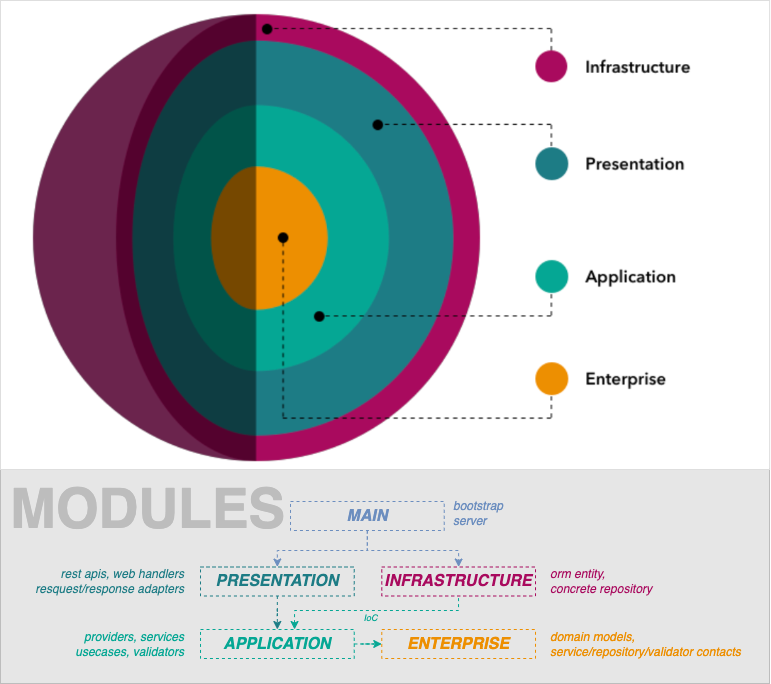 Infrastructure
Presentation
Application
Enterprise
MODULES
MAIN
bootstrap
server
rest apis, web handlers
resquest/response adapters
PRESENTATION
INFRASTRUCTURE
orm entity,
concrete repository
IoC
providers, services
usecases, validators
APPLICATION
ENTERPRISE
domain models,
service/repository/validator contacts